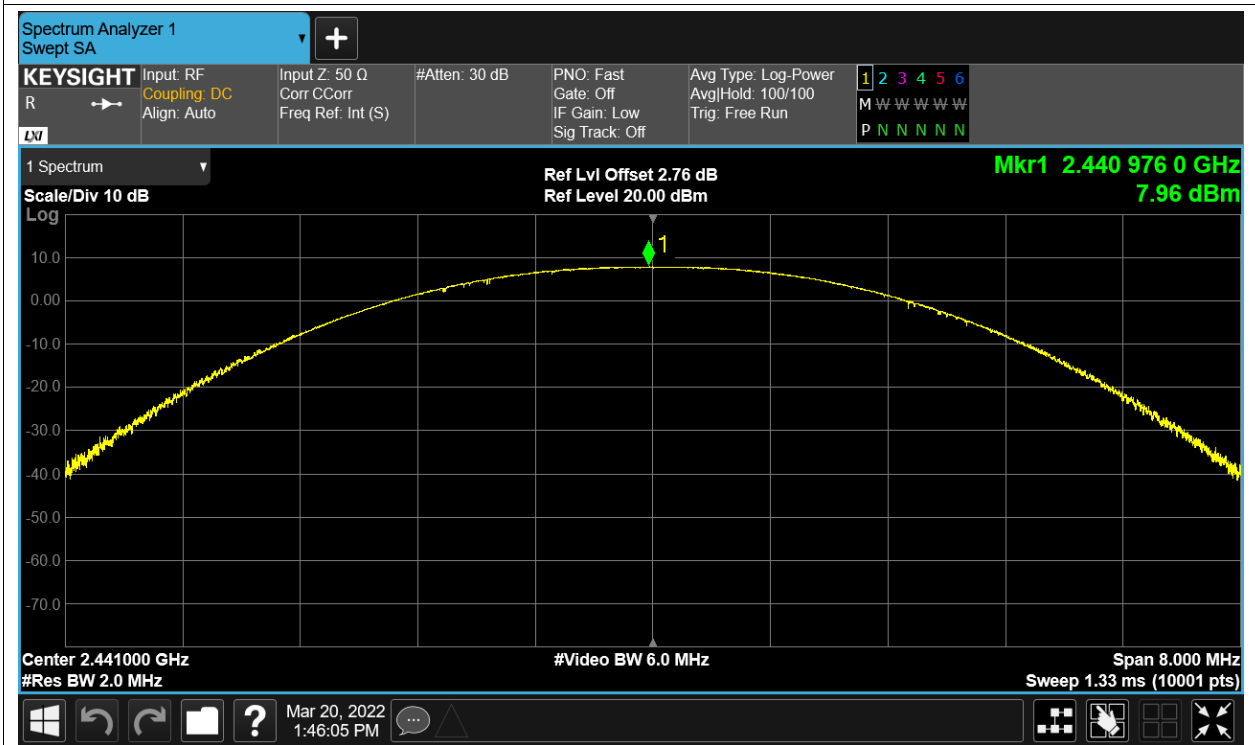 Spectrum Analyzer 1
Swept SA
KEYSIGHT
R
LXI
Input: RF
Coupling: DC
Align: Auto
Input Z: 50 Ω
Corr CCorr
Freq Ref: Int (S)
#Atten: 30 dB
PNO: Fast
Gate: Off
IF Gain: Low
Sig Track: Off
Avg Type: Log-Power
Avg|Hold: 100/100
Trig: Free Run
1 2 3 4 5 6
M W W W W W
P N N N N N
1 Spectrum
Scale/Div 10 dB
Log
Ref Lvl Offset 2.76 dB
Ref Level 20.00 dBm
Mkr1 2.440 976 0 GHz
7.96 dBm
1
10.0
0.00
-10.0
-20.0
-30.0
-40.0
-50.0
-60.0
-70.0
Center 2.441000 GHz
#Res BW 2.0 MHz
#Video BW 6.0 MHz
Span 8.000 MHz
Sweep 1.33 ms (10001 pts)
?
Mar 20, 2022
1:46:05 PM